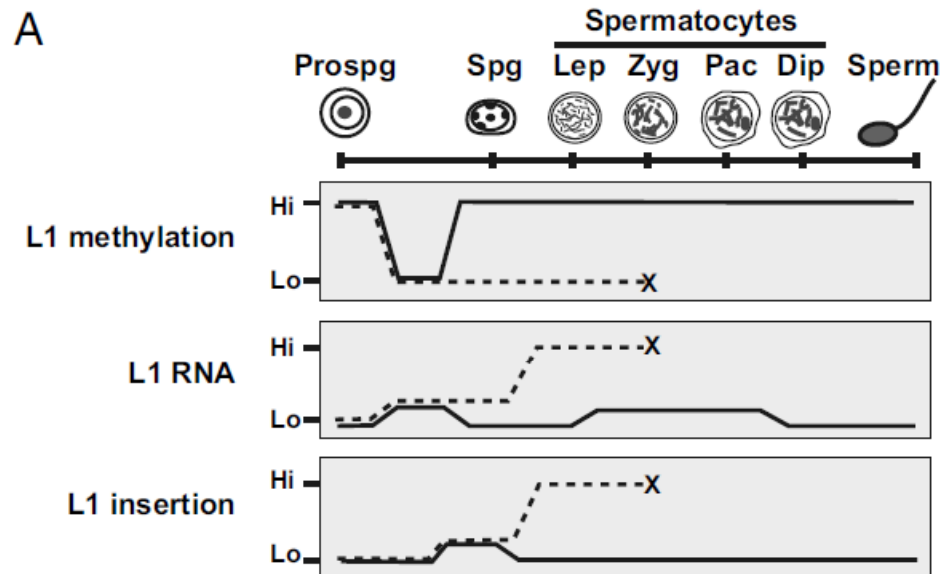 A
Spermatocytes
Prospg Spg Lep Zyg Pac Dip Sperm
L1 methylation
Hi
Lo
X
L1 RNA
Hi
Lo
X
L1 insertion
Hi
Lo
X